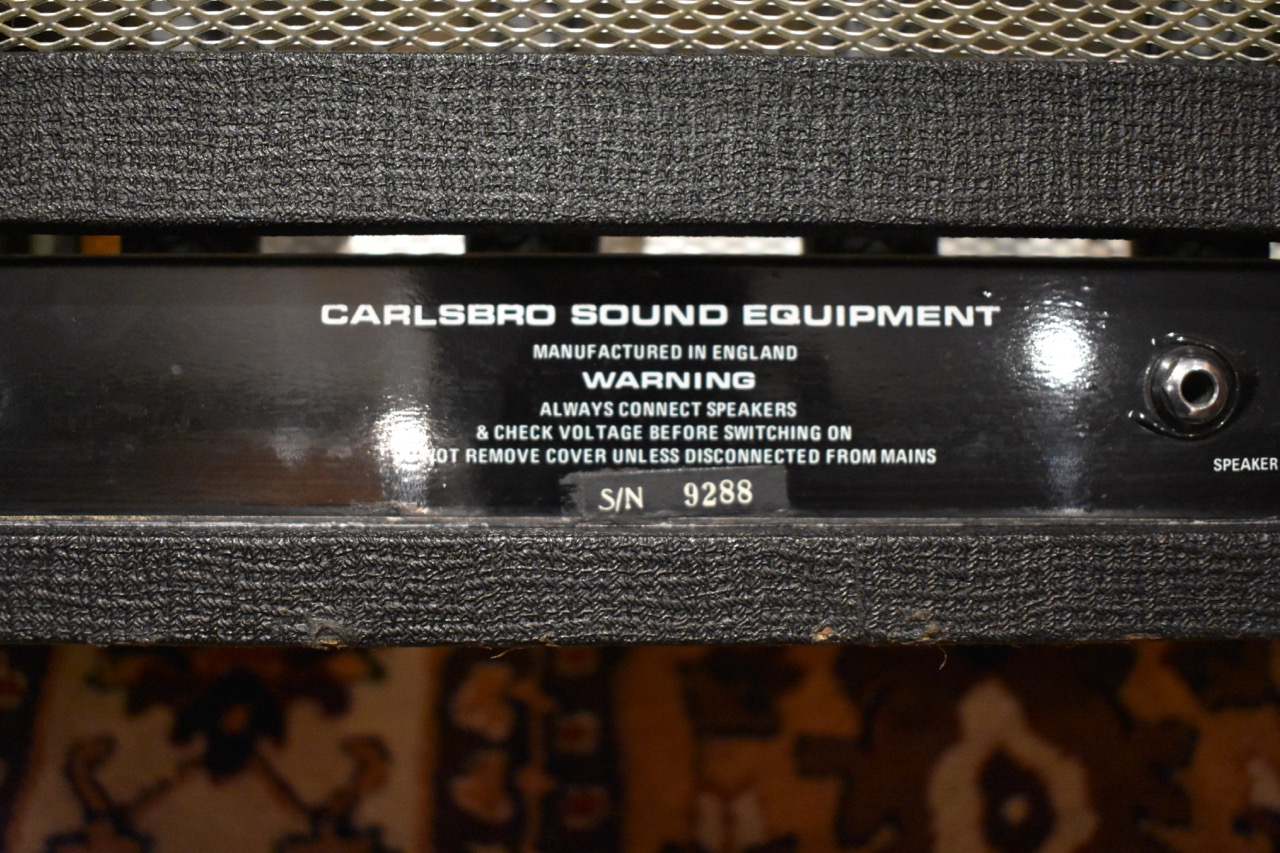 CARLSBRO SOUND EQUIPMENT
MANUFACTURED IN ENGLAND
WARNING
ALWAYS CONNECT SPEAKERS
& CHECK VOLTAGE BEFORE SWITCHING ON
NOT REMOVE COVER UNLESS DISCONNECTED FROM MAINS
SPEAKER
S/N 9288